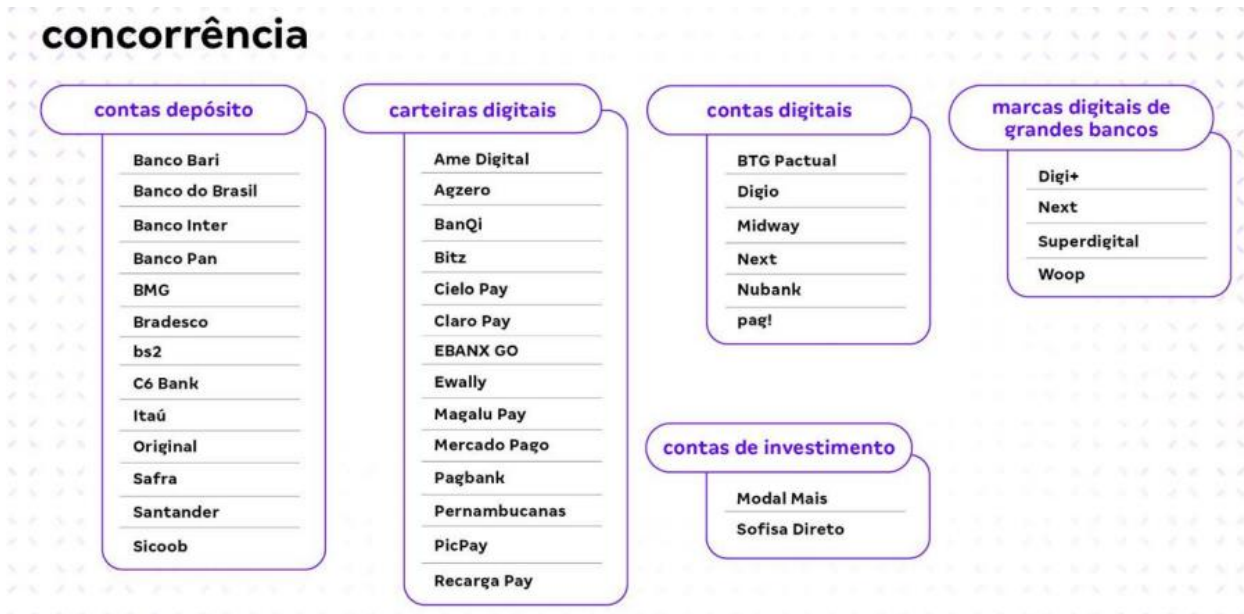 concorrência
contas depósito
Banco Bari
Banco do Brasil
Banco Inter
Banco Pan
BMG
Bradesco
bs2
C6 Bank
Itaú
Original
Safra
Santander
Sicoob
carteiras digitais
Ame Digital
Agzero
BanQi
Bitz
Cielo Pay
Claro Pay
EBANX GO
Ewally
Magalu Pay
Mercado Pago
Pagbank
Pernambucanas
PicPay
Recarga Pay
contas digitais
BTG Pactual
Digio
Midway
Next
Nubank
pag!
contas de investimento
Modal Mais
Sofisa Direto
marcas digitais de
grandes bancos
Digi+
Next
Superdigital
Woop